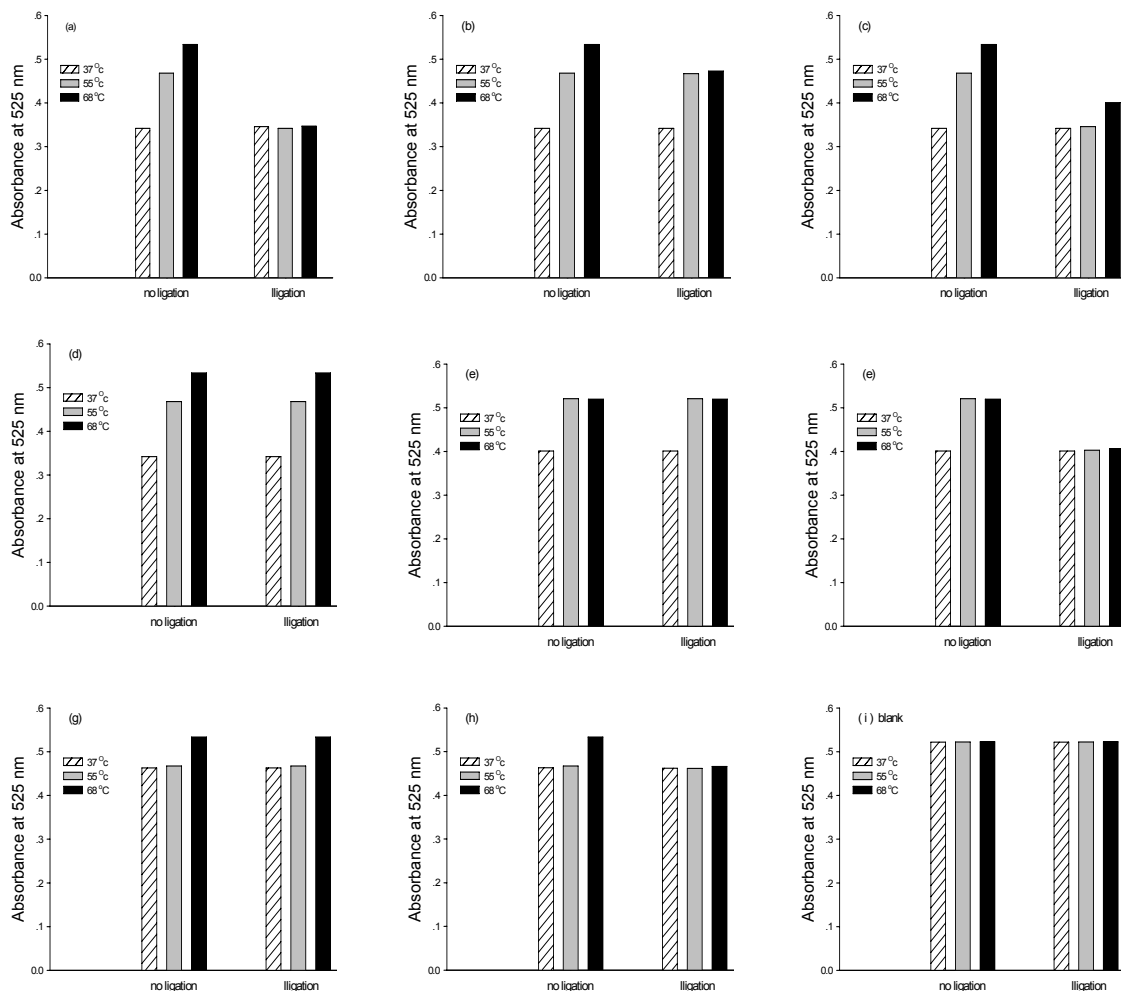 (a)
Absorbance at 525 nm
.6
.5
.4
.3
.2
.1
0.0
37 °c
55 °c
68 °C
no ligation
lligation
(b)
Absorbance at 525 nm
.6
.5
.4
.3
.2
.1
0.0
37 °c
55 °c
68 °C
no ligation
lligation
(c)
Absorbance at 525 nm
.6
.5
.4
.3
.2
.1
0.0
37 °c
55 °c
68 °C
no ligation
lligation
(d)
Absorbance at 525 nm
.6
.5
.4
.3
.2
.1
0.0
37 °c
55 °c
68 °C
no ligation
lligation
(e)
Absorbance at 525 nm
.6
.5
.4
.3
.2
.1
0.0
37 °c
55 °c
68 °C
no ligation
lligation
(e)
Absorbance at 525 nm
.6
.5
.4
.3
.2
.1
0.0
37 °c
55 °c
68 °C
no ligation
lligation
(g)
Absorbance at 525 nm
.6
.5
.4
.3
.2
.1
0.0
37 °c
55 °c
68 °C
no ligation
lligation
(h)
Absorbance at 525 nm
.6
.5
.4
.3
.2
.1
0.0
37 °c
55 °c
68 °C
no ligation
lligation
( i ) blank
Absorbance at 525 nm
.6
.5
.4
.3
.2
.1
0.0
37 °c
55 °c
68 °C
no ligation
lligation